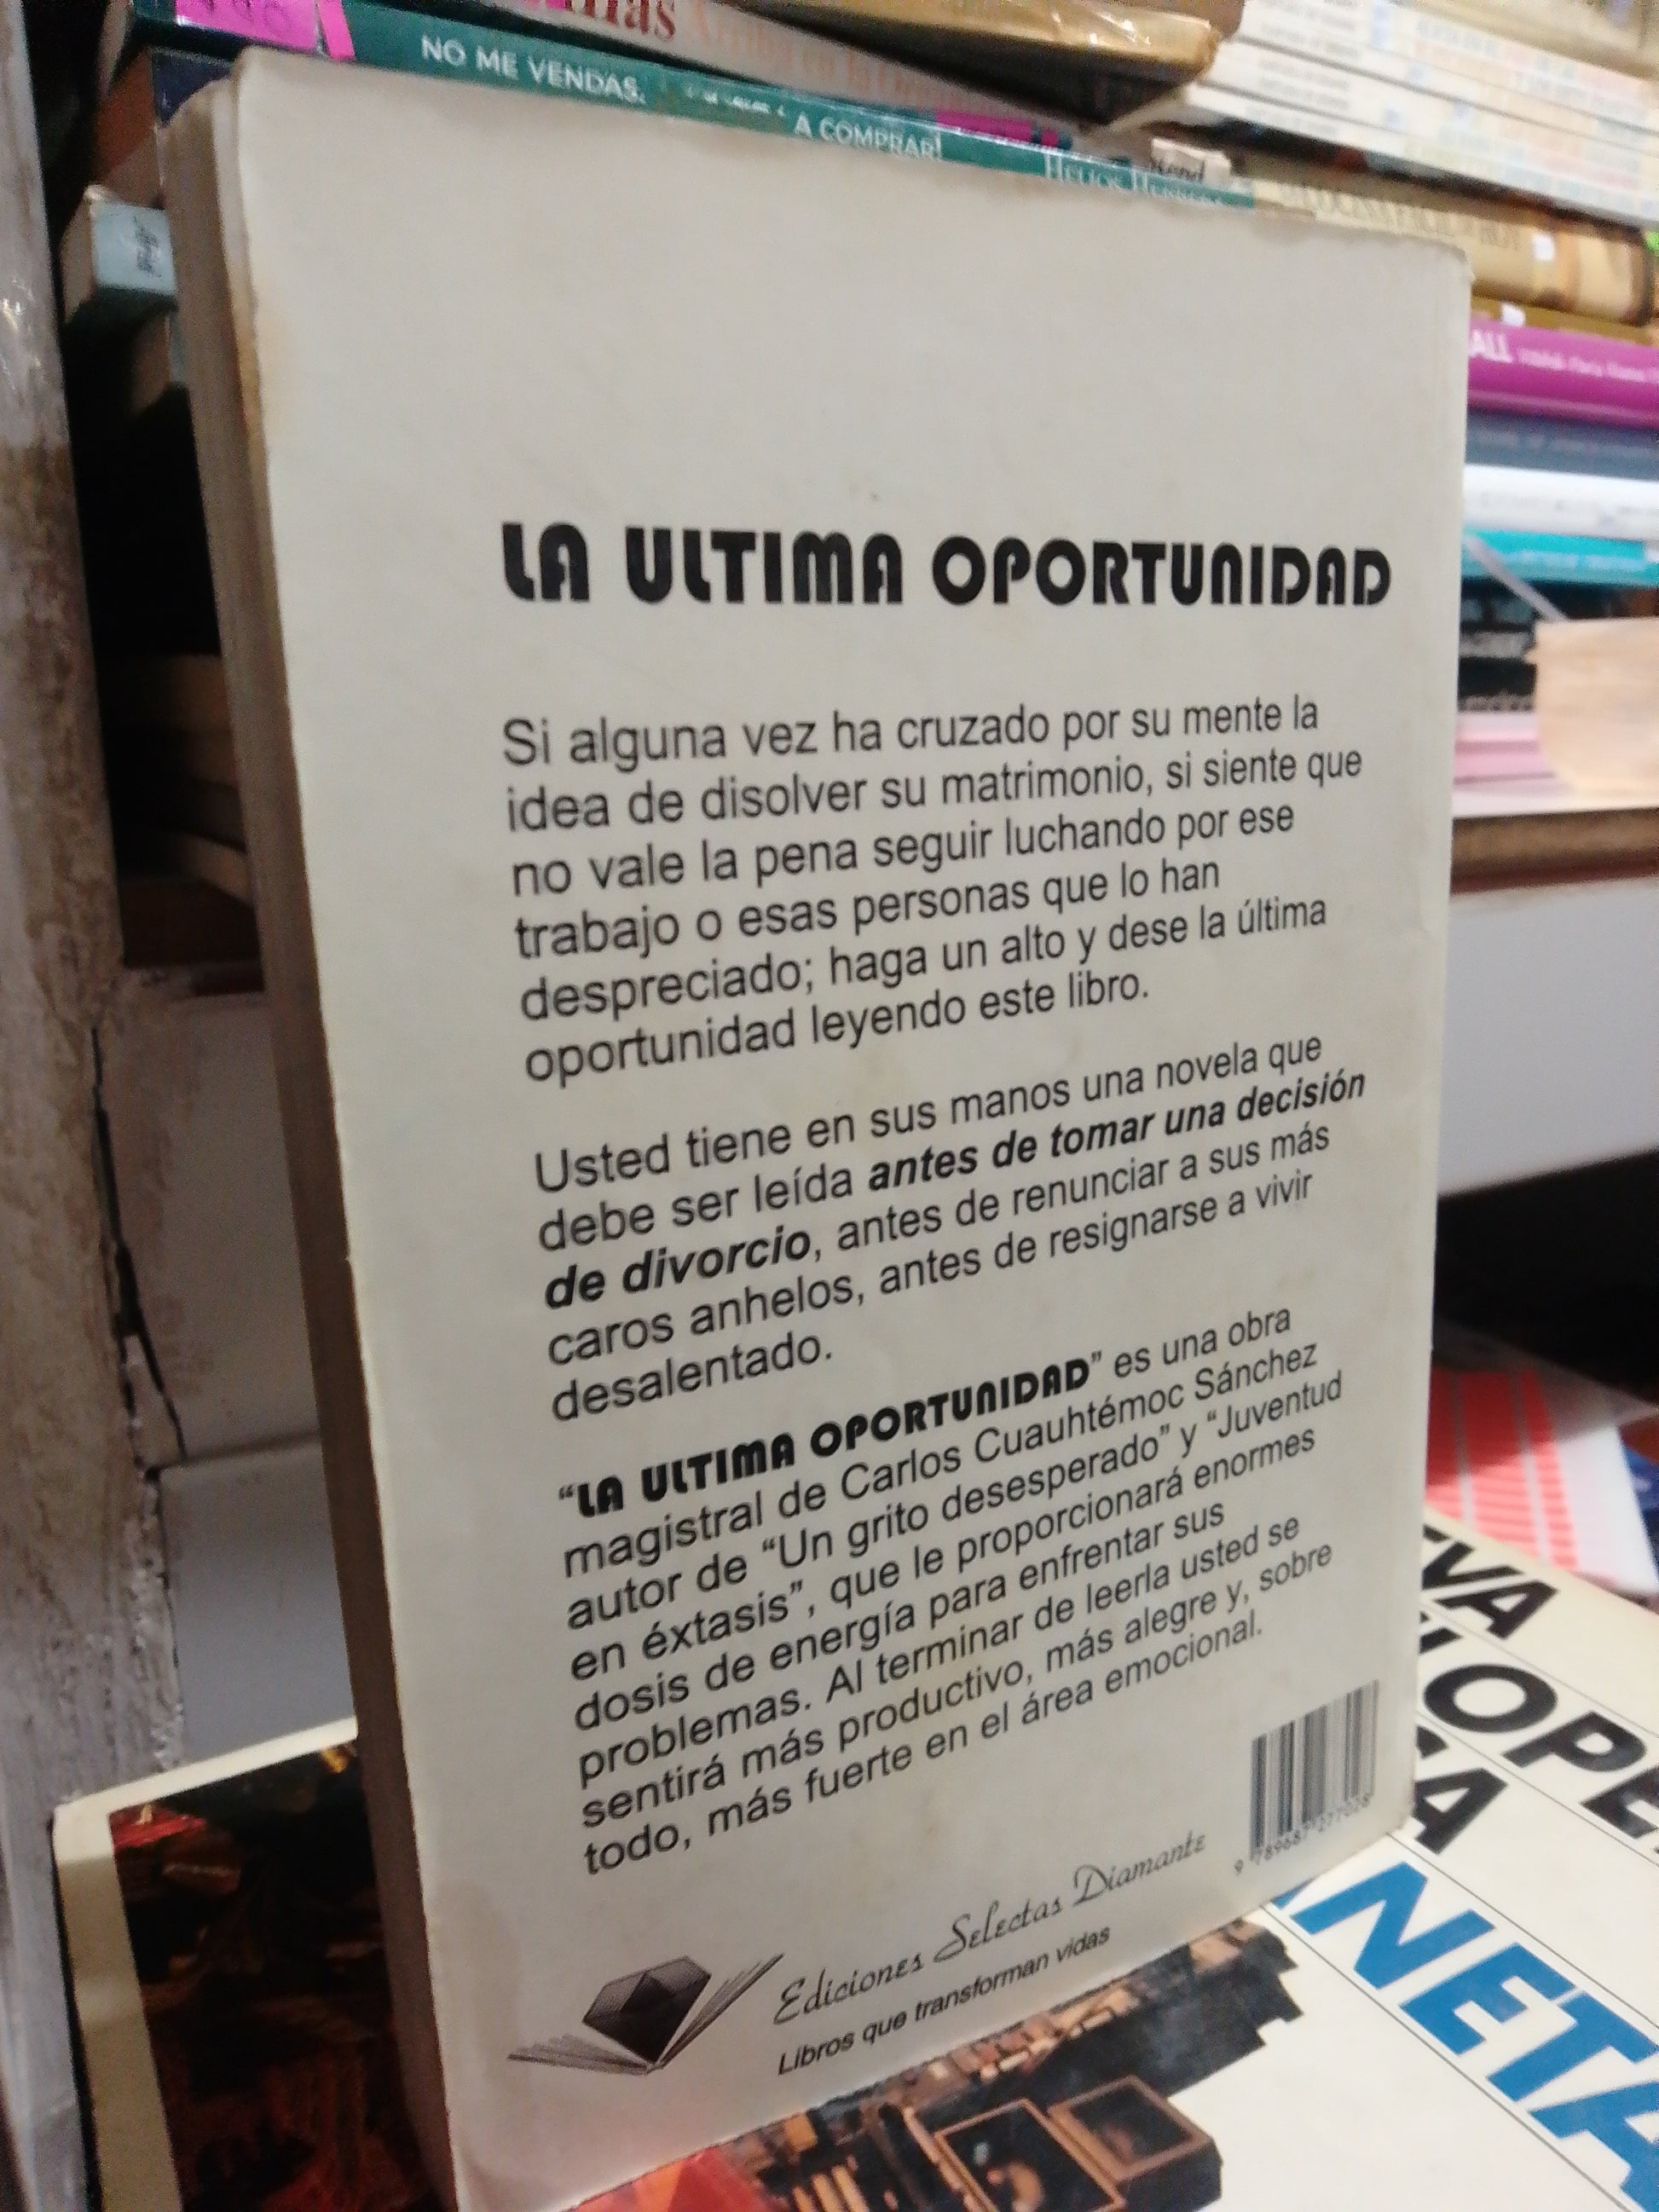 NO ME VENDAS,
A COMPRAR!
LA ULTIMA OPORTUNIDAD
Si alguna vez ha cruzado por su mente la
idea de disolver su matrimonio, si siente que
no vale la pena seguir luchando por ese
trabajo o esas personas que lo han
despreciado; haga un alto y dese la última
oportunidad leyendo este libro.
Usted tiene en sus manos una novela que
debe ser leída antes de tomar una decisión
de divorcio, antes de renunciar a sus más
caros anhelos, antes de resignarse a vivir
desalentado.
“LA ULTIMA OPORTUNIDAD” es una obra
magistral de Carlos Cuauhtémoc Sánchez
autor de “Un grito desesperado” y “Juventud
en éxtasis”, que le proporcionará enormes
dosis de energía para enfrentar sus
problemas. Al terminar de leerla usted se
sentirá más productivo, más alegre y, sobre
todo, más fuerte en el área emocional.
Ediciones Selectas Diamante
Libros que transforman vidas